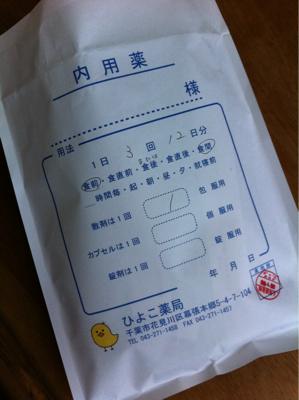 内用薬
様
用法
1日 3 回 12 日分
または
食前・食直前・食後・食直後・食間
時間毎・起・朝・昼・夕・就寝前
散剤は1回 1 包 服用
カプセルは1回 個 服用
錠剤は1回 錠 服用
年 月 日
ひよこ薬局
千葉市花見川区幕張本郷5-4-7-104
TEL 043-271-1458 FAX 043-271-1457